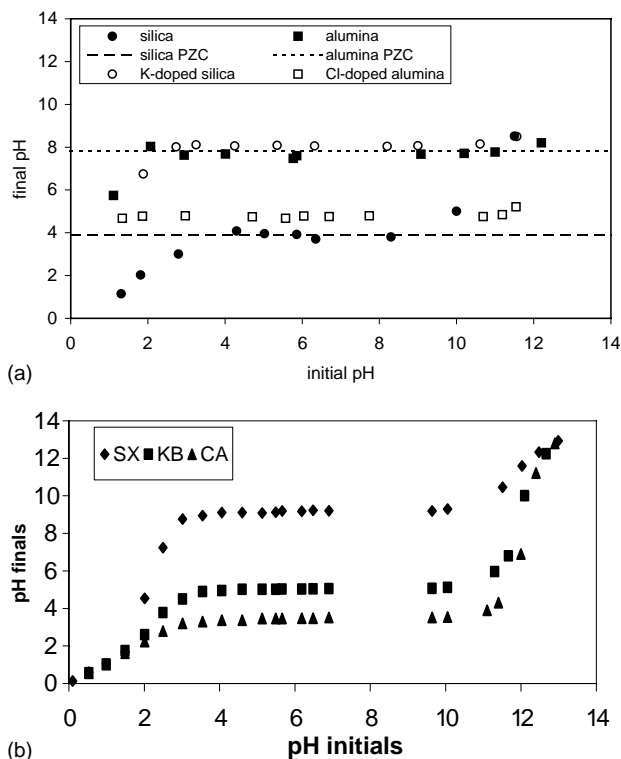 14
12
10
8
6
4
2
0
final pH
silica
alumina
silica PZC
alumina PZC
K-doped silica
Cl-doped alumina
0 2 4 6 8 10 12 14
initial pH
(a)
14
12
10
8
6
4
2
0
pH finals
SX KB CA
0 2 4 6 8 10 12 14
pH initials
(b)